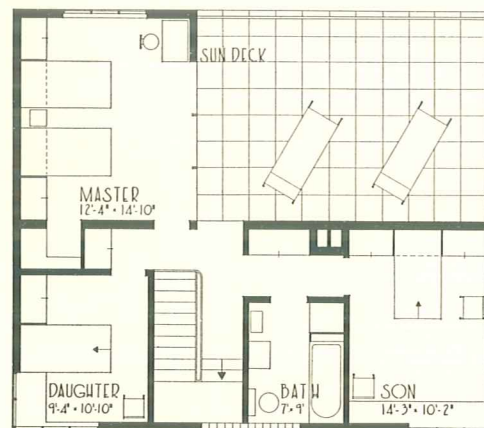 SUN DECK
MASTER
12'-4" • 14'-10"
DAUGHTER
9'-4" • 10'-10"
BATH
7' • 9'
SON
14'-3" • 10'-2"